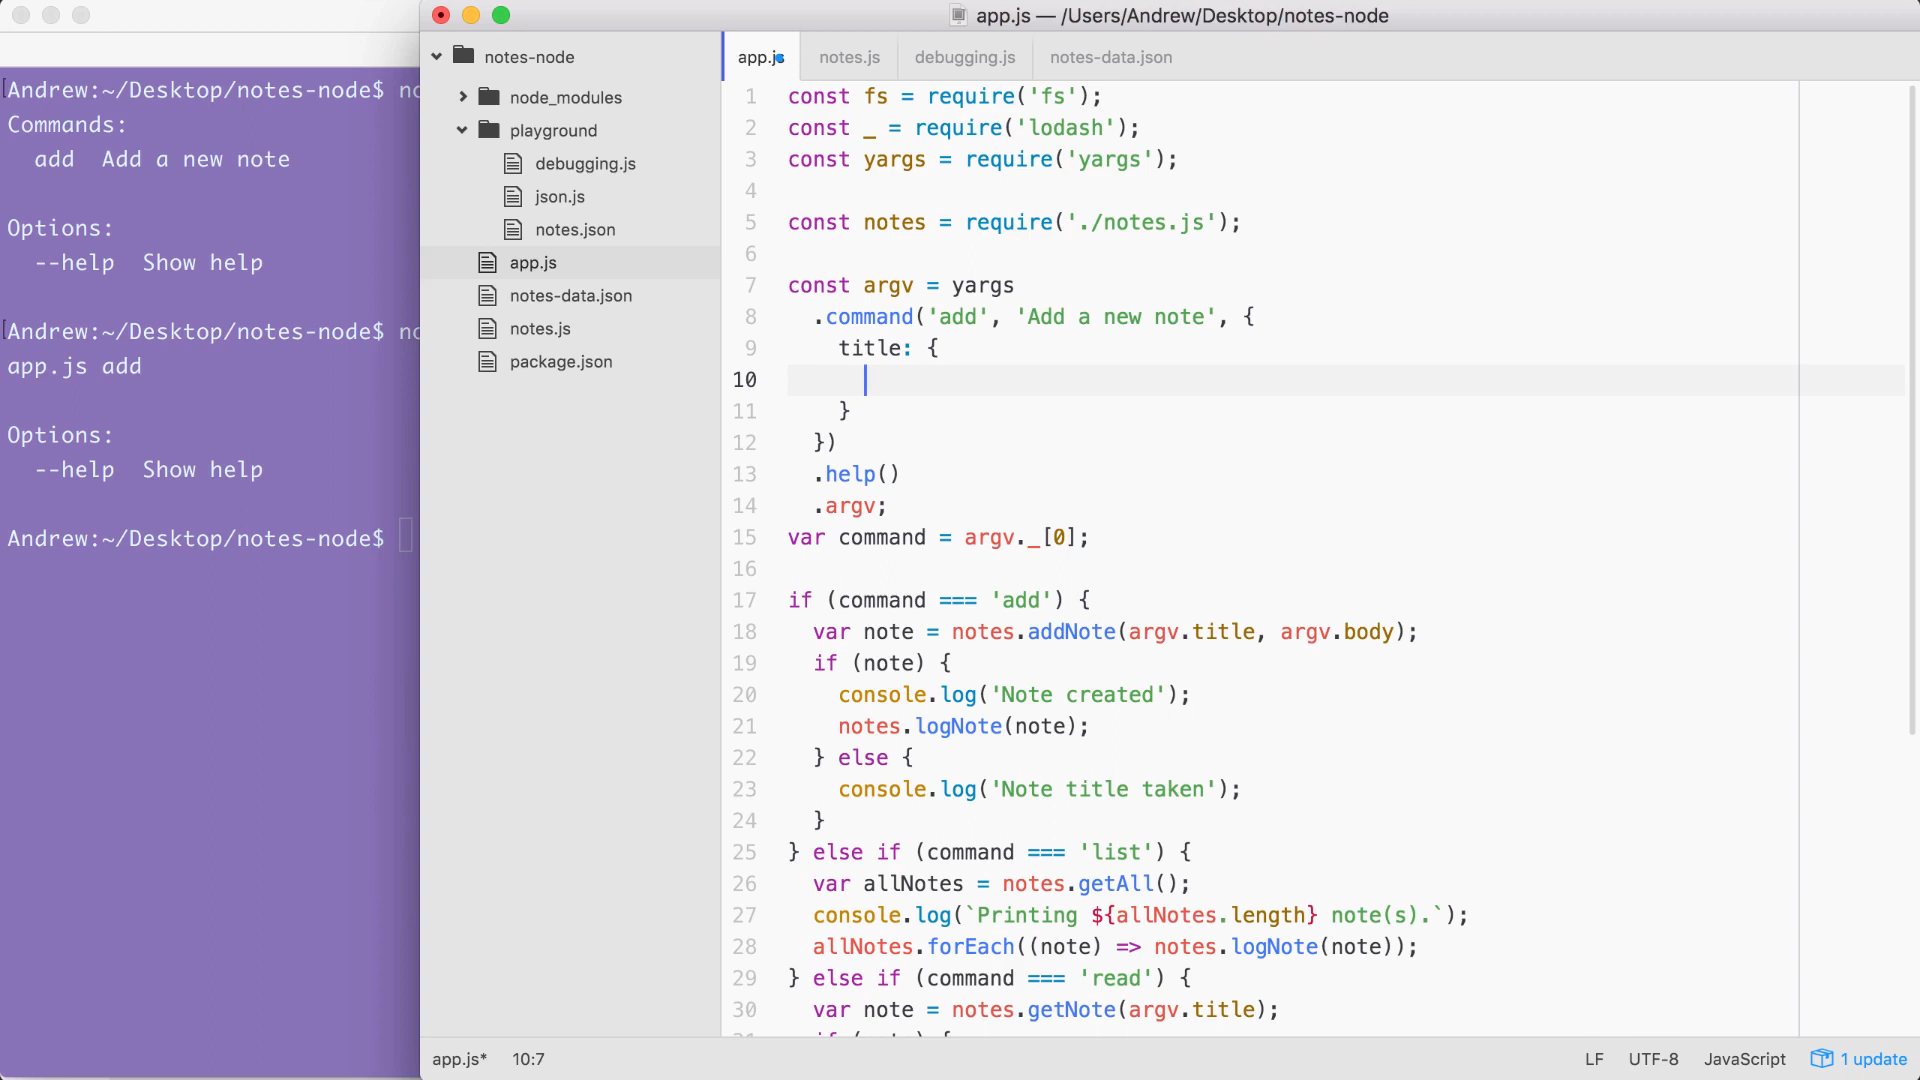 app.js — /Users/Andrew/Desktop/notes-node
Andrew:~/Desktop/notes-node$ no
Commands:
add  Add a new note
Options:
--help  Show help
Andrew:~/Desktop/notes-node$ no
app.js add
Options:
--help  Show help
Andrew:~/Desktop/notes-node$
notes-node
node_modules
playground
debugging.js
json.js
notes.json
app.js
notes-data.json
notes.js
package.json
app.js notes.js debugging.js notes-data.json
1 const fs = require('fs');
2 const _ = require('lodash');
3 const yargs = require('yargs');
4
5 const notes = require('./notes.js');
6
7 const argv = yargs
8   .command('add', 'Add a new note', {
9     title: {
10
11     }
12   })
13   .help()
14   .argv;
15 var command = argv._[0];
16
17 if (command === 'add') {
18   var note = notes.addNote(argv.title, argv.body);
19   if (note) {
20     console.log('Note created');
21     notes.logNote(note);
22   } else {
23     console.log('Note title taken');
24   }
25 } else if (command === 'list') {
26   var allNotes = notes.getAll();
27   console.log(`Printing ${allNotes.length} note(s).`);
28   allNotes.forEach((note) => notes.logNote(note));
29 } else if (command === 'read') {
30   var note = notes.getNote(argv.title);
app.js* 10:7 LF UTF-8 JavaScript 1 update